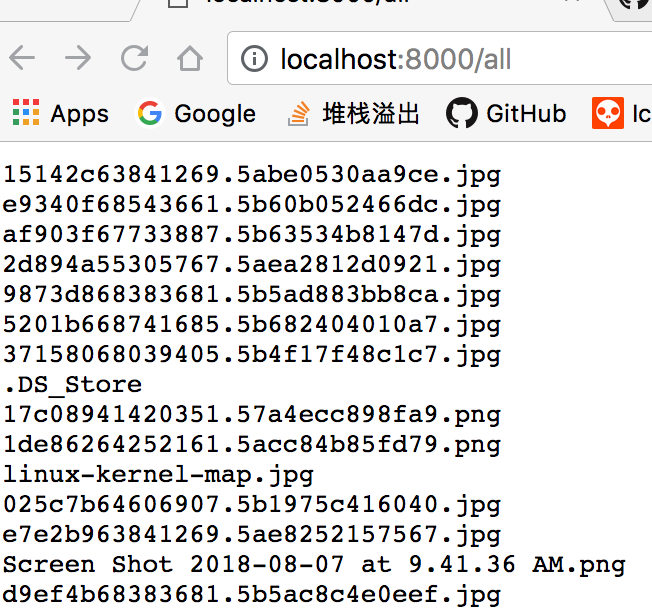 localhost:8000/all
Apps Google 堆栈溢出 GitHub Ic
15142c63841269.5abe0530aa9ce.jpg
e9340f68543661.5b60b052466dc.jpg
af903f67733887.5b63534b8147d.jpg
2d894a55305767.5aea2812d0921.jpg
9873d868383681.5b5ad883bb8ca.jpg
5201b668741685.5b682404010a7.jpg
37158068039405.5b4f17f48c1c7.jpg
.DS_Store
17c08941420351.57a4ecc898fa9.png
1de86264252161.5acc84b85fd79.png
linux-kernel-map.jpg
025c7b64606907.5b1975c416040.jpg
e7e2b963841269.5ae8252157567.jpg
Screen Shot 2018-08-07 at 9.41.36 AM.png
d9ef4b68383681.5b5ac8c4e0eef.jpg